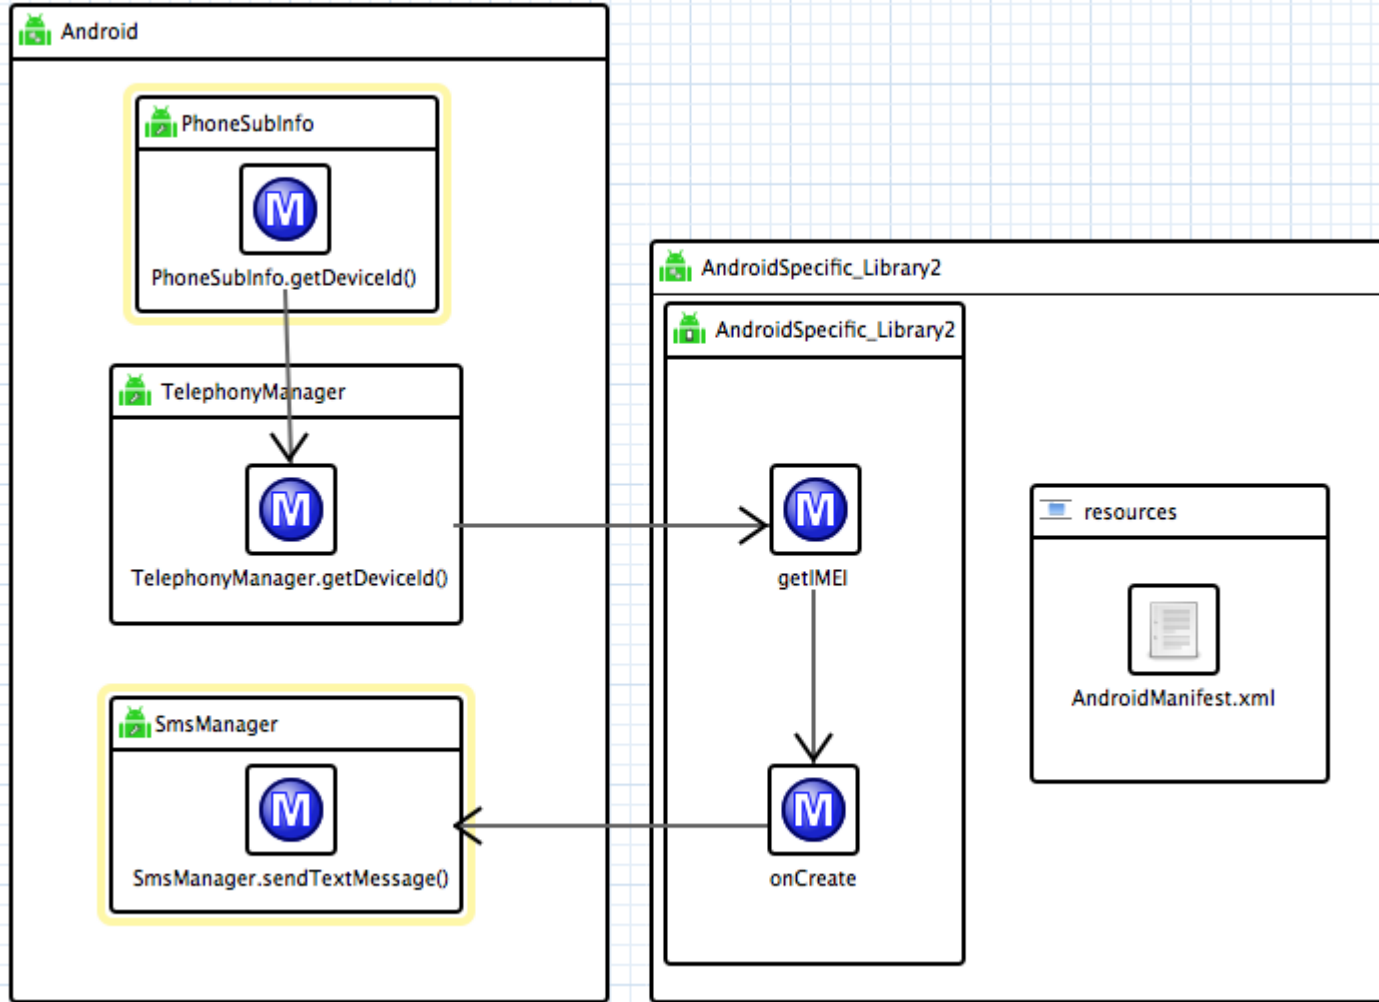 Android
PhoneSubInfo
M
PhoneSubInfo.getDeviceId()
TelephonyManager
M
TelephonyManager.getDeviceId()
SmsManager
M
SmsManager.sendTextMessage()
AndroidSpecific_Library2
AndroidSpecific_Library2
M
getIMEI
M
onCreate
resources
AndroidManifest.xml